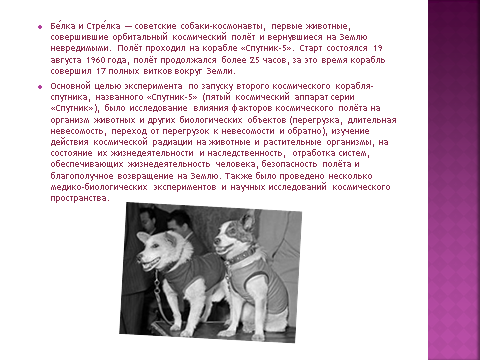 Бе́лка и Стре́лка — советские собаки-космонавты, первые животные,
совершившие орбитальный космический полёт и вернувшиеся на Землю
невредимыми. Полёт проходил на корабле «Спутник-5». Старт состоялся 19
августа 1960 года, полёт продолжался более 25 часов, за это время корабль
совершил 17 полных витков вокруг Земли.
Основной целью эксперимента по запуску второго космического корабля-
спутника, названного «Спутник-5» (пятый космический аппарат серии
«Спутник»), было исследование влияния факторов космического полёта на
организм животных и других биологических объектов (перегрузка, длительная
невесомость, переход от перегрузок к невесомости и обратно), изучение
действия космической радиации на животные и растительные организмы, на
состояние их жизнедеятельности и наследственность, отработка систем,
обеспечивающих жизнедеятельность человека, безопасность полёта и
благополучное возвращение на Землю. Также было проведено несколько
медико-биологических экспериментов и научных исследований космического
пространства.